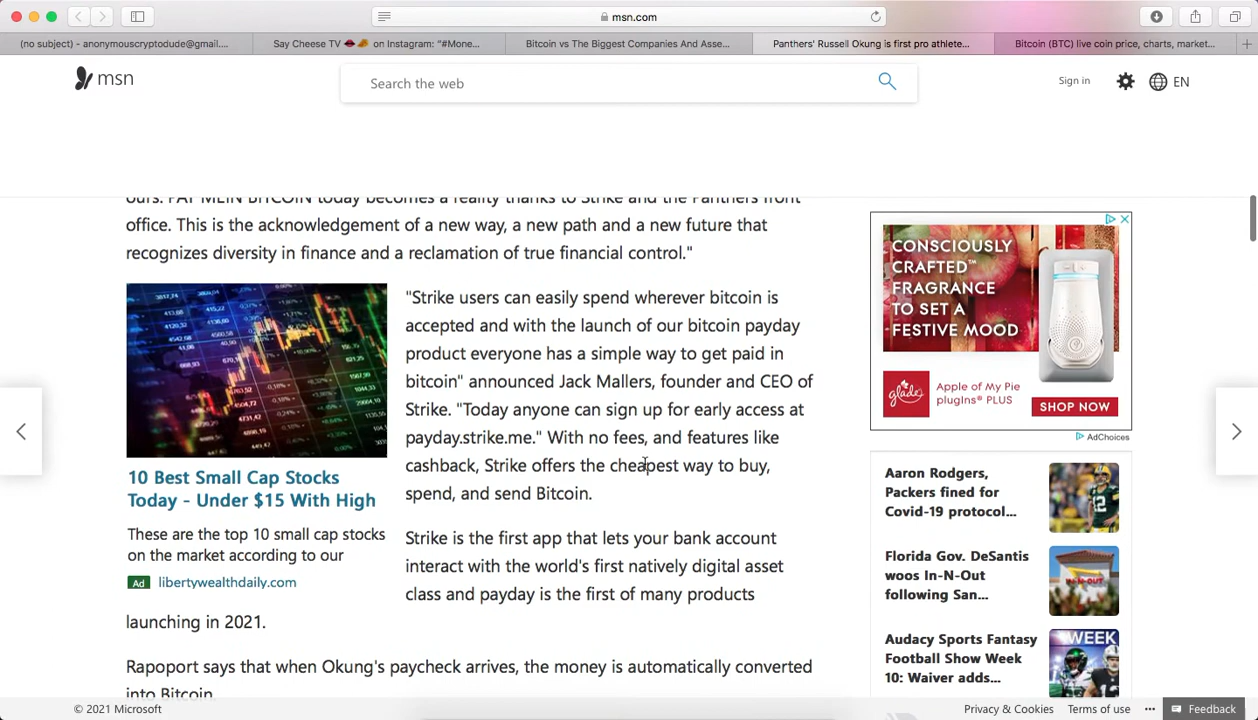 msn.com
(no subject) - anonymouscryptodude@gmail....
Say Cheese TV 👄🧀 on Instagram: "#Mone...
Bitcoin vs The Biggest Companies And Asse...
Panthers' Russell Okung is first pro athlete...
Bitcoin (BTC) live coin price, charts, market...
msn
Search the web
Sign in
EN
ours. PAY ME IN BITCOIN today becomes a reality thanks to Strike and the Panthers front
office. This is the acknowledgement of a new way, a new path and a new future that
recognizes diversity in finance and a reclamation of true financial control."
"Strike users can easily spend wherever bitcoin is
accepted and with the launch of our bitcoin payday
product everyone has a simple way to get paid in
bitcoin" announced Jack Mallers, founder and CEO of
Strike. "Today anyone can sign up for early access at
payday.strike.me." With no fees, and features like
cashback, Strike offers the cheapest way to buy,
spend, and send Bitcoin.
10 Best Small Cap Stocks
Today - Under $15 With High
These are the top 10 small cap stocks
on the market according to our
Ad libertywealthdaily.com
Strike is the first app that lets your bank account
interact with the world's first natively digital asset
class and payday is the first of many products
launching in 2021.
Rapoport says that when Okung's paycheck arrives, the money is automatically converted
into Bitcoin
CONSCIOUSLY
CRAFTED™
FRAGRANCE
TO SET A
FESTIVE MOOD
glade
Apple of My Pie
plugIns® PLUS
SHOP NOW
AdChoices
Aaron Rodgers,
Packers fined for
Covid-19 protocol...
Florida Gov. DeSantis
woos In-N-Out
following San...
Audacy Sports Fantasy
Football Show Week
10: Waiver adds...
WEEK
© 2021 Microsoft
Privacy & Cookies
Terms of use
Feedback